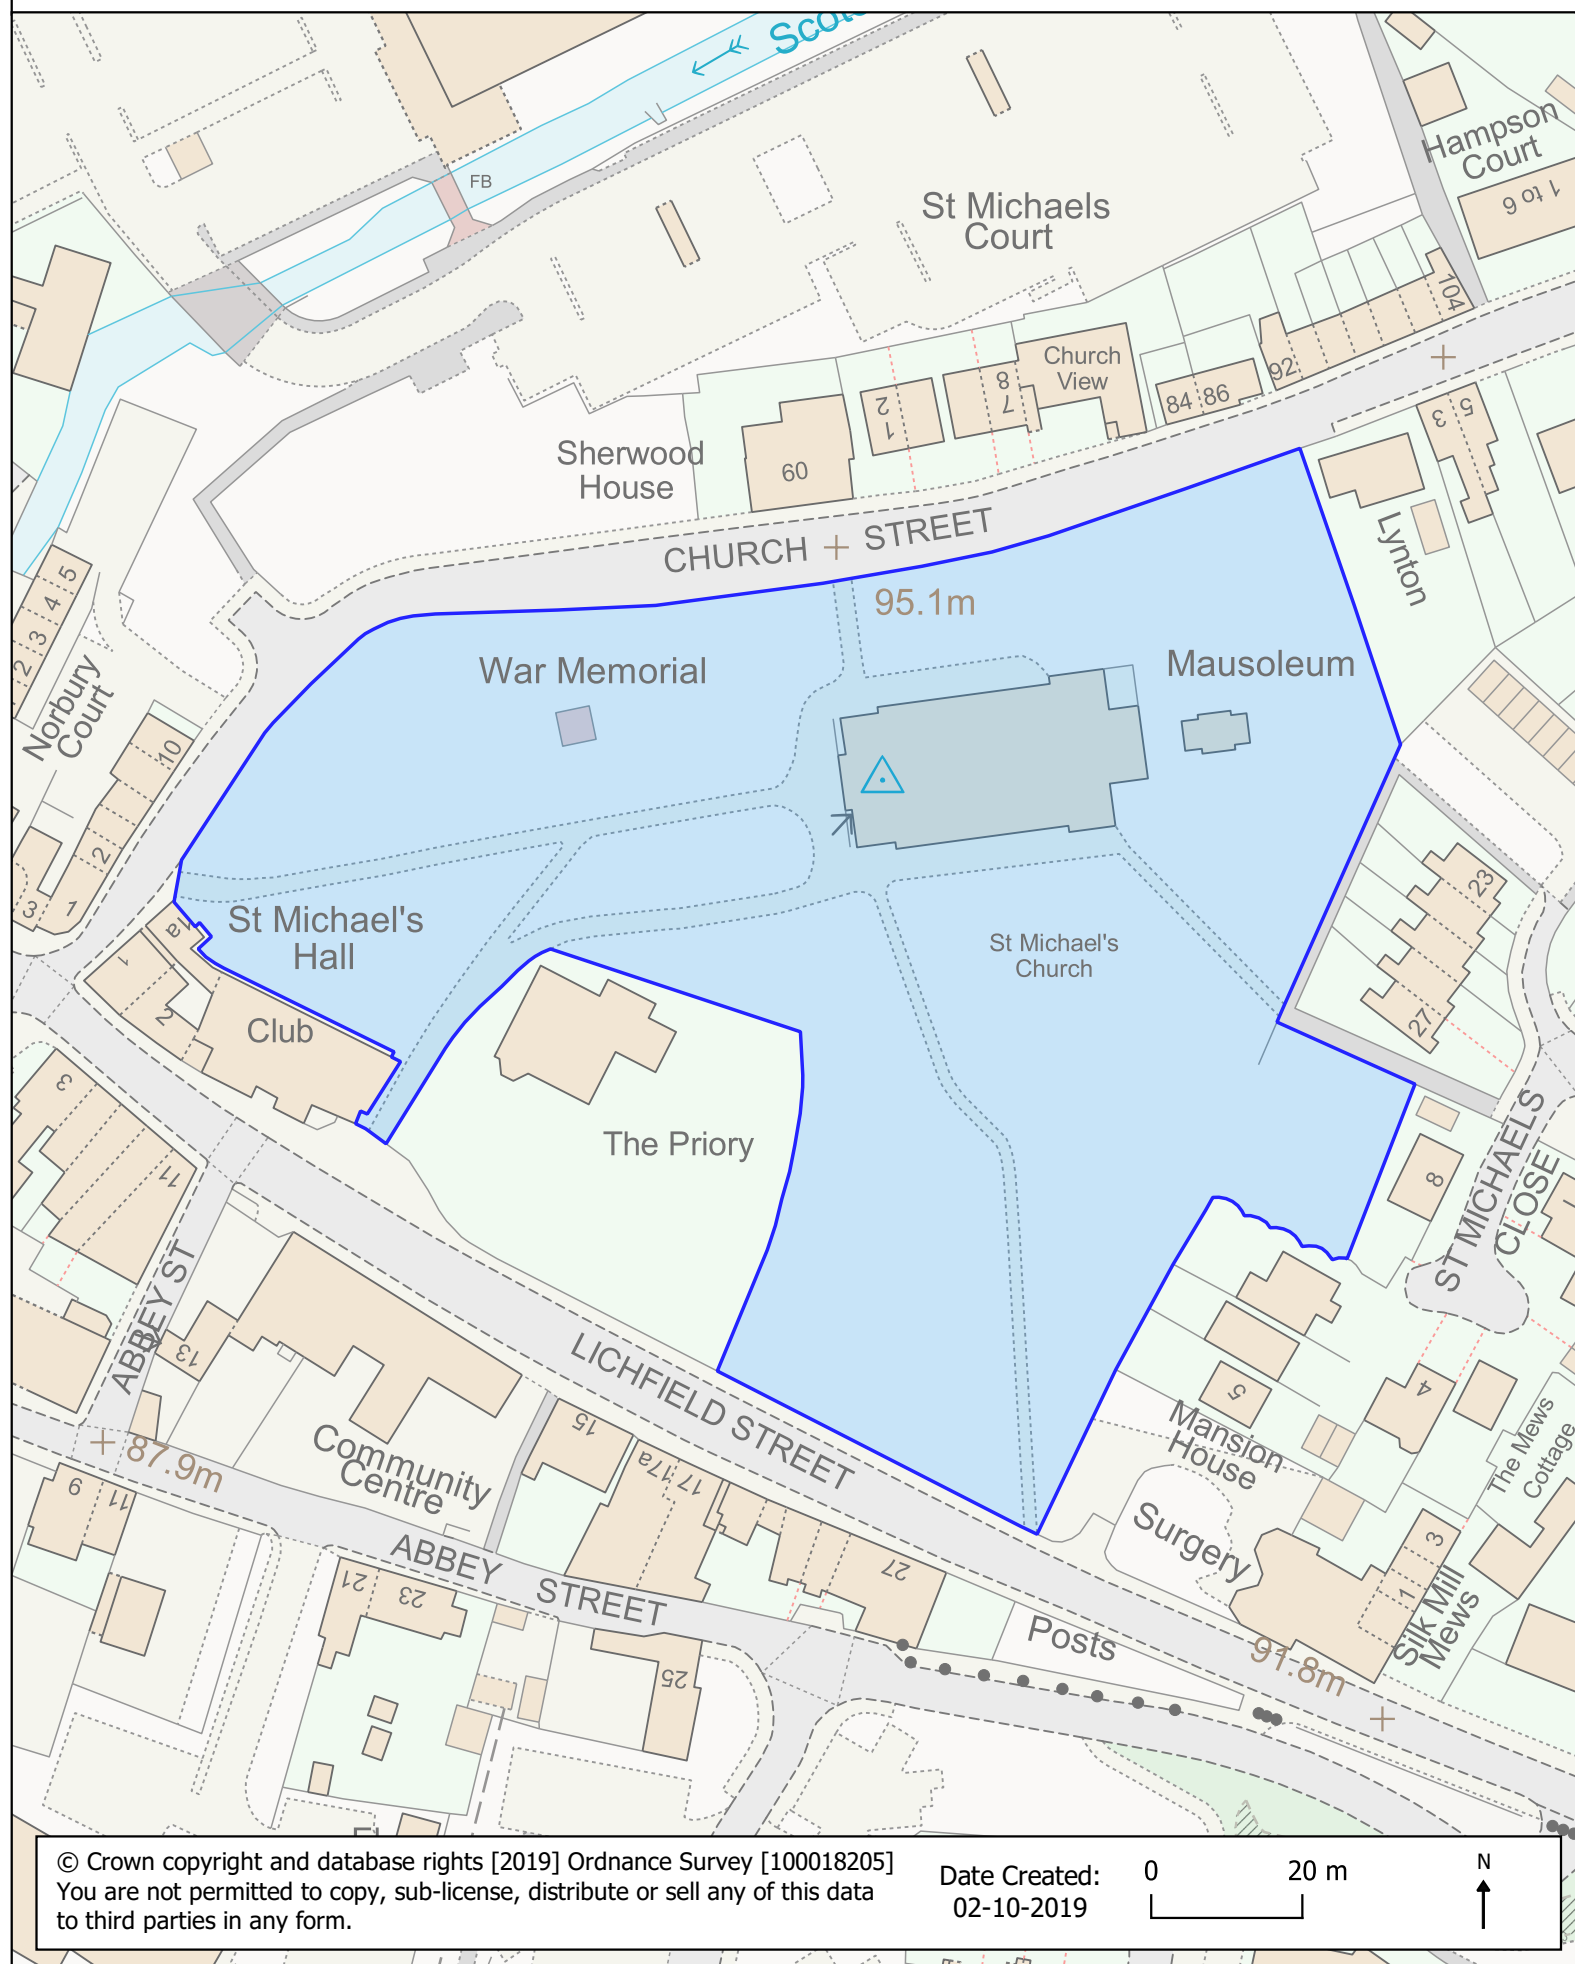 Scot
Hampson
Court
1 to 6
FB
St Michaels
Court
104
Church
View
92
84
86
8
7
2
1
60
3
5
Sherwood
House
Lynton
CHURCH STREET
95.1m
5
4
3
2
Norbury
Court
War Memorial
Mausoleum
10
2
1
3
23
27
1a
1
2
St Michael's
Hall
St Michael's
Church
Club
3
11
The Priory
8
ST MICHAELS
CLOSE
ABBEY ST
13
LICHFIELD STREET
5
4
Mansion
House
The Mews
Cottage
87.9m
Community
Centre
15
17a
17
9
11
Surgery
3
1
Silk Mill
Mews
ABBEY STREET
21
23
27
25
Posts
91.8m
© Crown copyright and database rights [2019] Ordnance Survey [100018205]
You are not permitted to copy, sub-license, distribute or sell any of this data
to third parties in any form.
Date Created:
02-10-2019
0
20 m
N